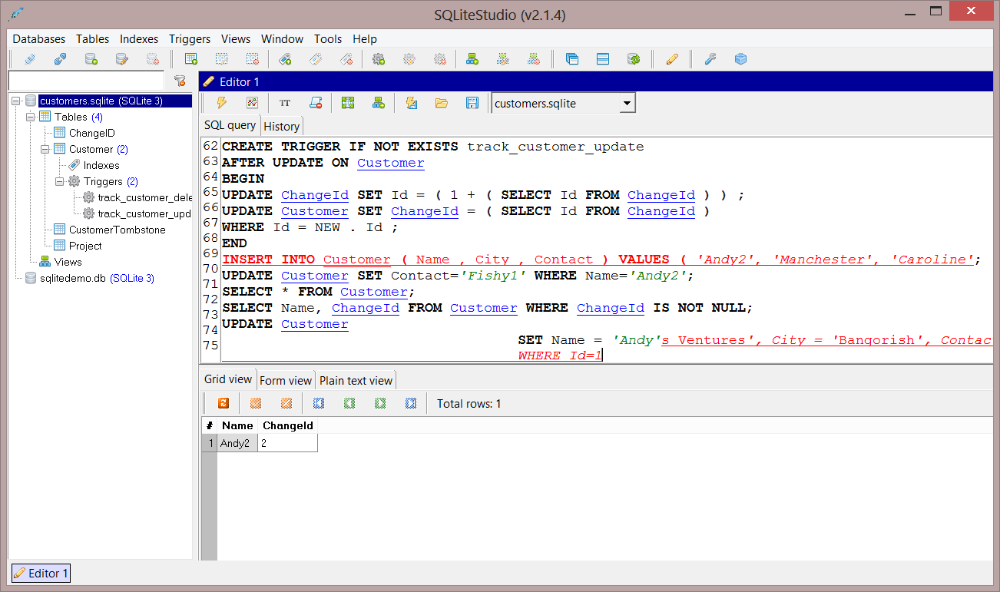 SQLiteStudio (v2.1.4)
Databases Tables Indexes Triggers Views Window Tools Help
Editor 1
customers.sqlite
SQL query History
customers.sqlite (SQLite 3)
Tables (4)
ChangeID
Customer (2)
Indexes
Triggers (2)
track_customer_dele
track_customer_upd
CustomerTombstone
Project
Views
sqlitedemo.db (SQLite 3)
62 CREATE TRIGGER IF NOT EXISTS track_customer_update
63 AFTER UPDATE ON Customer
64 BEGIN
65 UPDATE ChangeId SET Id = ( 1 + ( SELECT Id FROM ChangeId ) ) ;
66 UPDATE Customer SET ChangeId = ( SELECT Id FROM ChangeId )
67 WHERE Id = NEW . Id ;
68 END
69 INSERT INTO Customer ( Name , City , Contact ) VALUES ( 'Andy2', 'Manchester', 'Caroline';
70 UPDATE Customer SET Contact='Fishy1' WHERE Name='Andy2';
71 SELECT * FROM Customer;
72 SELECT Name, ChangeId FROM Customer WHERE ChangeId IS NOT NULL;
73 UPDATE Customer
74 SET Name = 'Andy's Ventures', City = 'Bangorish', Contac
75 WHERE Id=1
Grid view Form view Plain text view
Total rows: 1
# Name ChangeId
1 Andy2 2
Editor 1